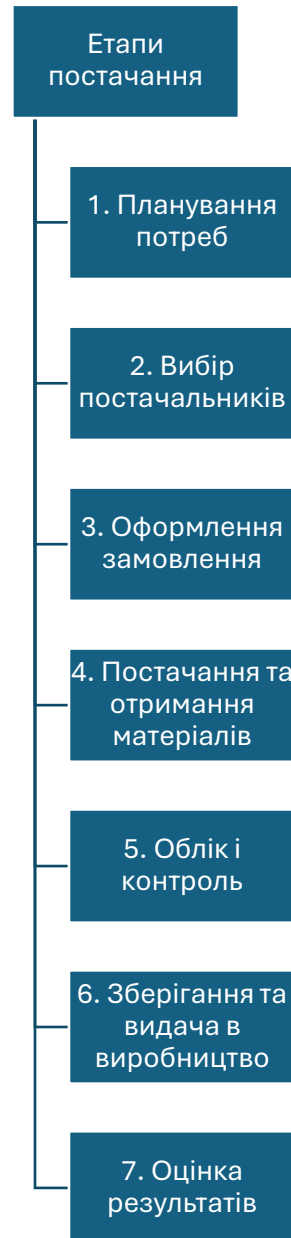 Етапи
постачання
1. Планування
потреб
2. Вибір
постачальників
3. Оформлення
замовлення
4. Постачання та
отримання
матеріалів
5. Облік і
контроль
6. Зберігання та
видача в
виробництво
7. Оцінка
результатів